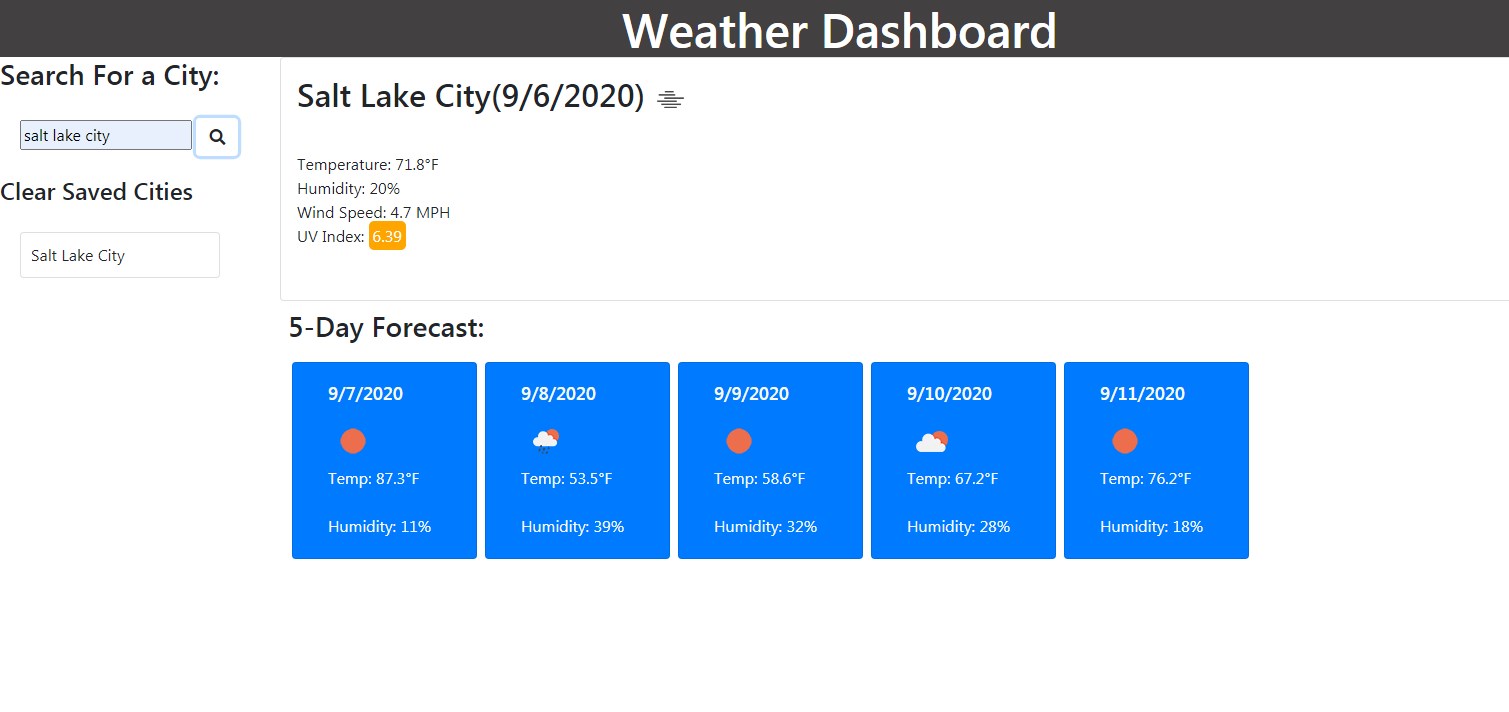 Weather Dashboard
Search For a City:
salt lake city
Clear Saved Cities
Salt Lake City
Salt Lake City(9/6/2020)
Temperature: 71.8°F
Humidity: 20%
Wind Speed: 4.7 MPH
UV Index: 6.39
5-Day Forecast:
9/7/2020
Temp: 87.3°F
Humidity: 11%
9/8/2020
Temp: 53.5°F
Humidity: 39%
9/9/2020
Temp: 58.6°F
Humidity: 32%
9/10/2020
Temp: 67.2°F
Humidity: 28%
9/11/2020
Temp: 76.2°F
Humidity: 18%